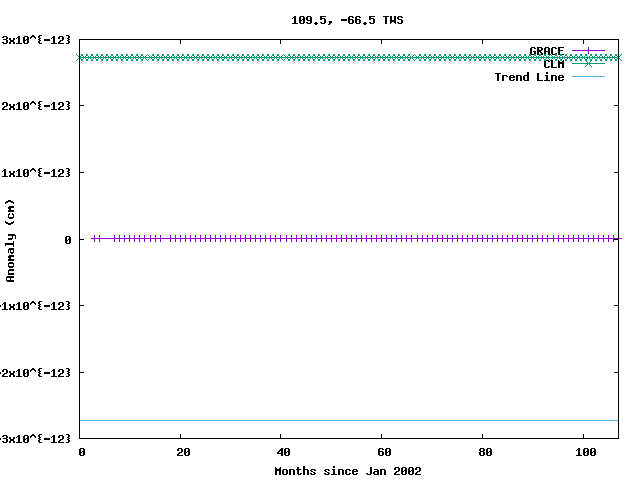 109.5, -66.5 TWS
3x10^{-12}
2x10^{-12}
1x10^{-12}
0
-1x10^{-12}
-2x10^{-12}
-3x10^{-12}
Anomaly (cm)
GRACE
CLM
Trend Line
0 20 40 60 80 100
Months since Jan 2002